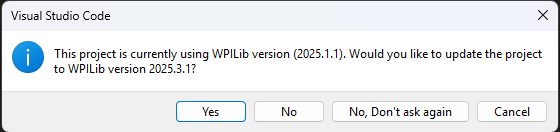 Visual Studio Code
This project is currently using WPILib version (2025.1.1). Would you like to update the project
to WPILib version 2025.3.1?
Yes
No
No, Don't ask again
Cancel